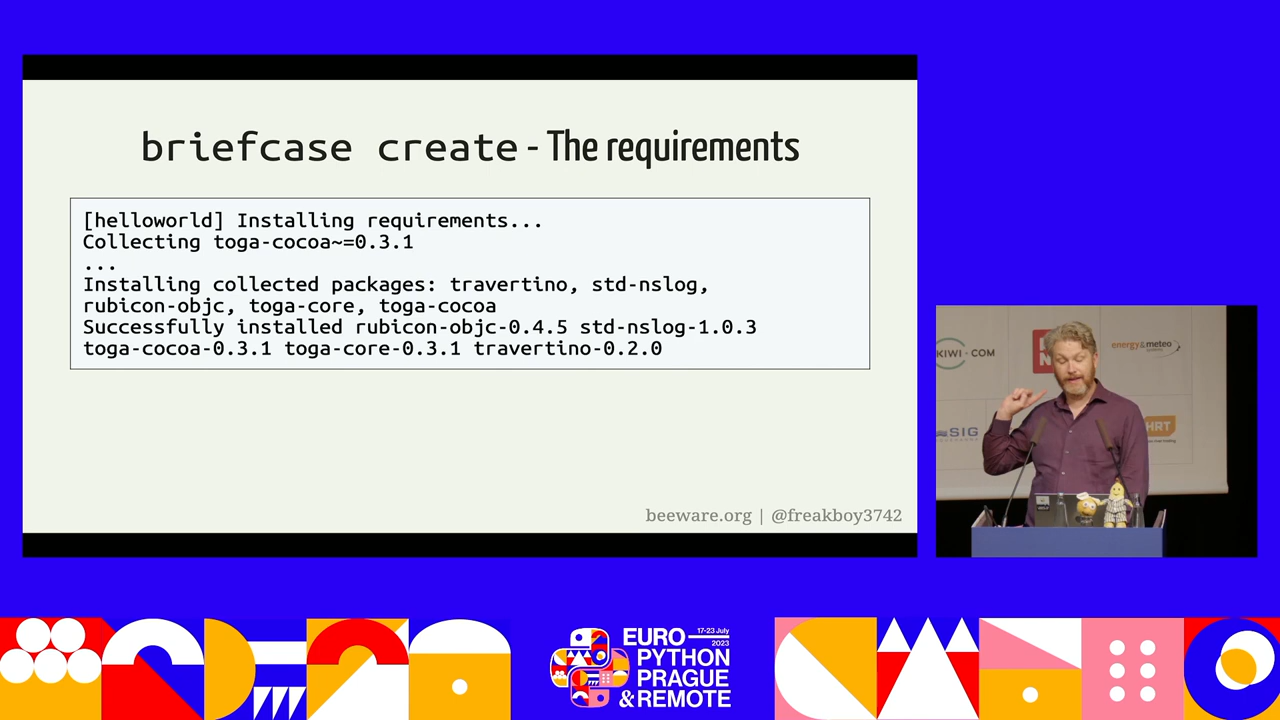 briefcase create - The requirements
[helloworld] Installing requirements...
Collecting toga-cocoa~=0.3.1
...
Installing collected packages: travertino, std-nslog,
rubicon-objc, toga-core, toga-cocoa
Successfully installed rubicon-objc-0.4.5 std-nslog-1.0.3
toga-cocoa-0.3.1 toga-core-0.3.1 travertino-0.2.0
beeware.org | @freakboy3742
KIWI.COM
energy&meteo
SIG
HRT
EURO
17-23 July
2023
PYTHON
PRAGUE
& REMOTE